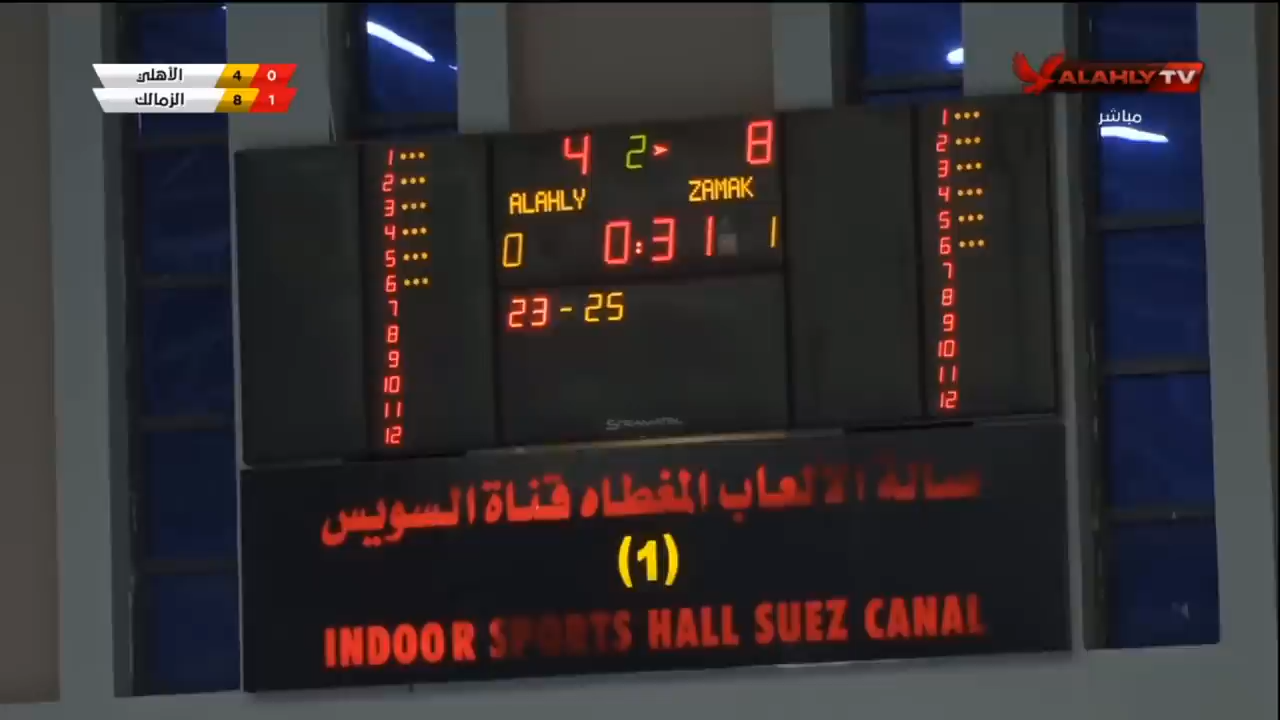 الأهلي 4 0
الزمالك 8 1
ALAHLY TV
مباشر
4 2 8
ALAHLY ZAMAK
0 0:31 1
23 - 25
1
2
3
4
5
6
7
8
9
10
11
12
1
2
3
4
5
6
7
8
9
10
11
12
صالة الالعاب المغطاه قناة السويس
(1)
INDOOR SPORTS HALL SUEZ CANAL